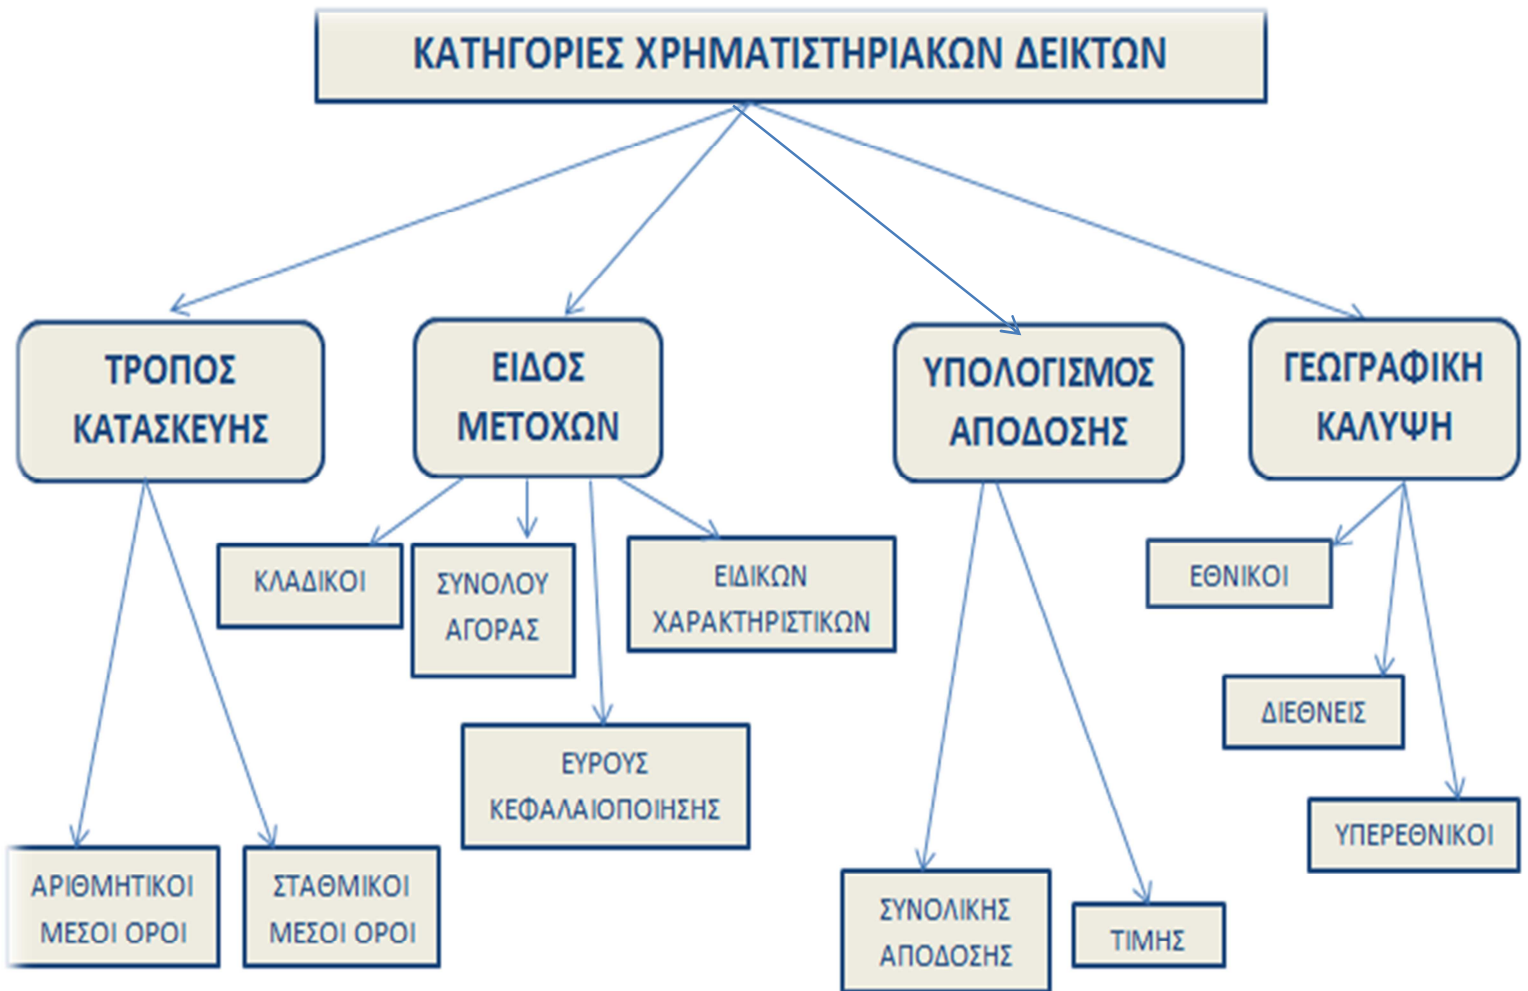 ΚΑΤΗΓΟΡΙΕΣ ΧΡΗΜΑΤΙΣΤΗΡΙΑΚΩΝ ΔΕΙΚΤΩΝ
ΤΡΟΠΟΣ
ΚΑΤΑΣΚΕΥΗΣ
ΕΙΔΟΣ
ΜΕΤΟΧΩΝ
ΥΠΟΛΟΓΙΣΜΟΣ
ΑΠΟΔΟΣΗΣ
ΓΕΩΓΡΑΦΙΚΗ
ΚΑΛΥΨΗ
ΚΛΑΔΙΚΟΙ
ΣΥΝΟΛΟΥ
ΑΓΟΡΑΣ
ΕΙΔΙΚΩΝ
ΧΑΡΑΚΤΗΡΙΣΤΙΚΩΝ
ΕΘΝΙΚΟΙ
ΔΙΕΘΝΕΙΣ
ΕΥΡΟΥΣ
ΚΕΦΑΛΑΙΟΠΟΙΗΣΗΣ
ΥΠΕΡΕΘΝΙΚΟΙ
ΑΡΙΘΜΗΤΙΚΟΙ
ΜΕΣΟΙ ΟΡΟΙ
ΣΤΑΘΜΙΚΟΙ
ΜΕΣΟΙ ΟΡΟΙ
ΣΥΝΟΛΙΚΗΣ
ΑΠΟΔΟΣΗΣ
ΤΙΜΗΣ